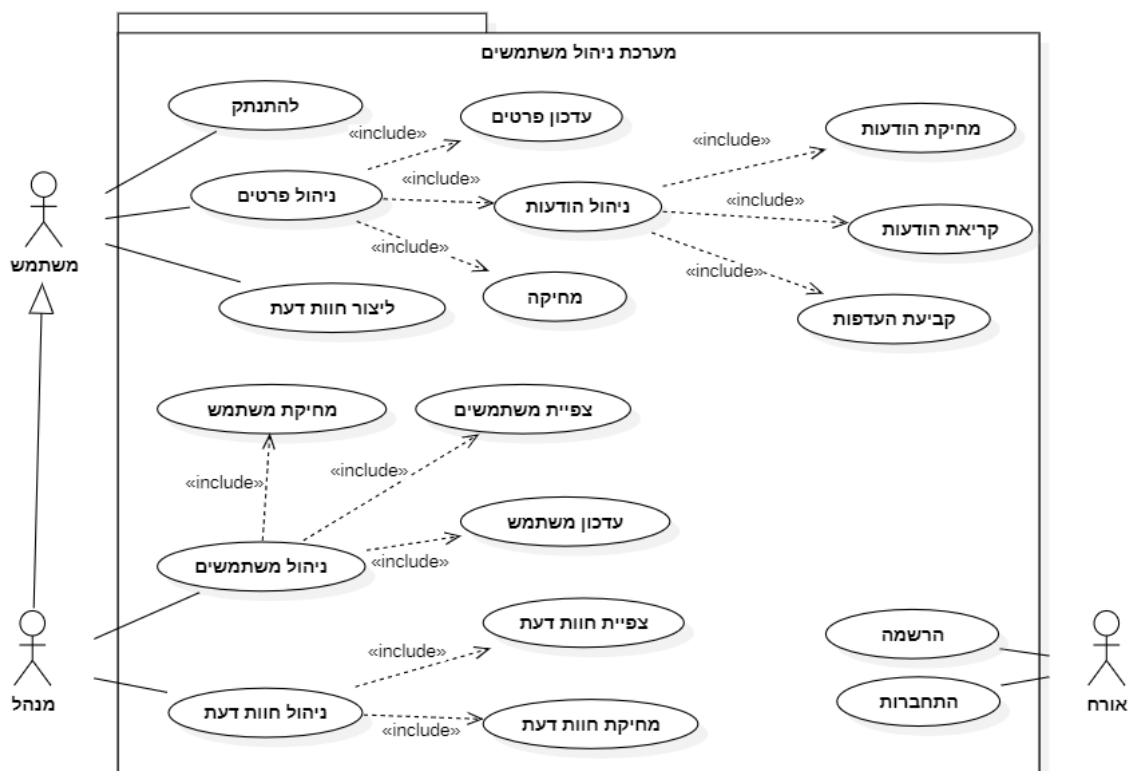 מערכת ניהול משתמשים
להתנתק
עדכון פרטים
מחיקת הודעות
«include»
«include»
ניהול פרטים
«include»
ניהול הודעות
«include»
קריאת הודעות
משתמש
«include»
«include»
ליצור חוות דעת
מחיקה
קביעת העדפות
מחיקת משתמש
צפיית משתמשים
«include»
«include»
עדכון משתמש
ניהול משתמשים
«include»
צפיית חוות דעת
הרשמה
«include»
מנהל
ניהול חוות דעת
«include»
מחיקת חוות דעת
התחברות
אורח